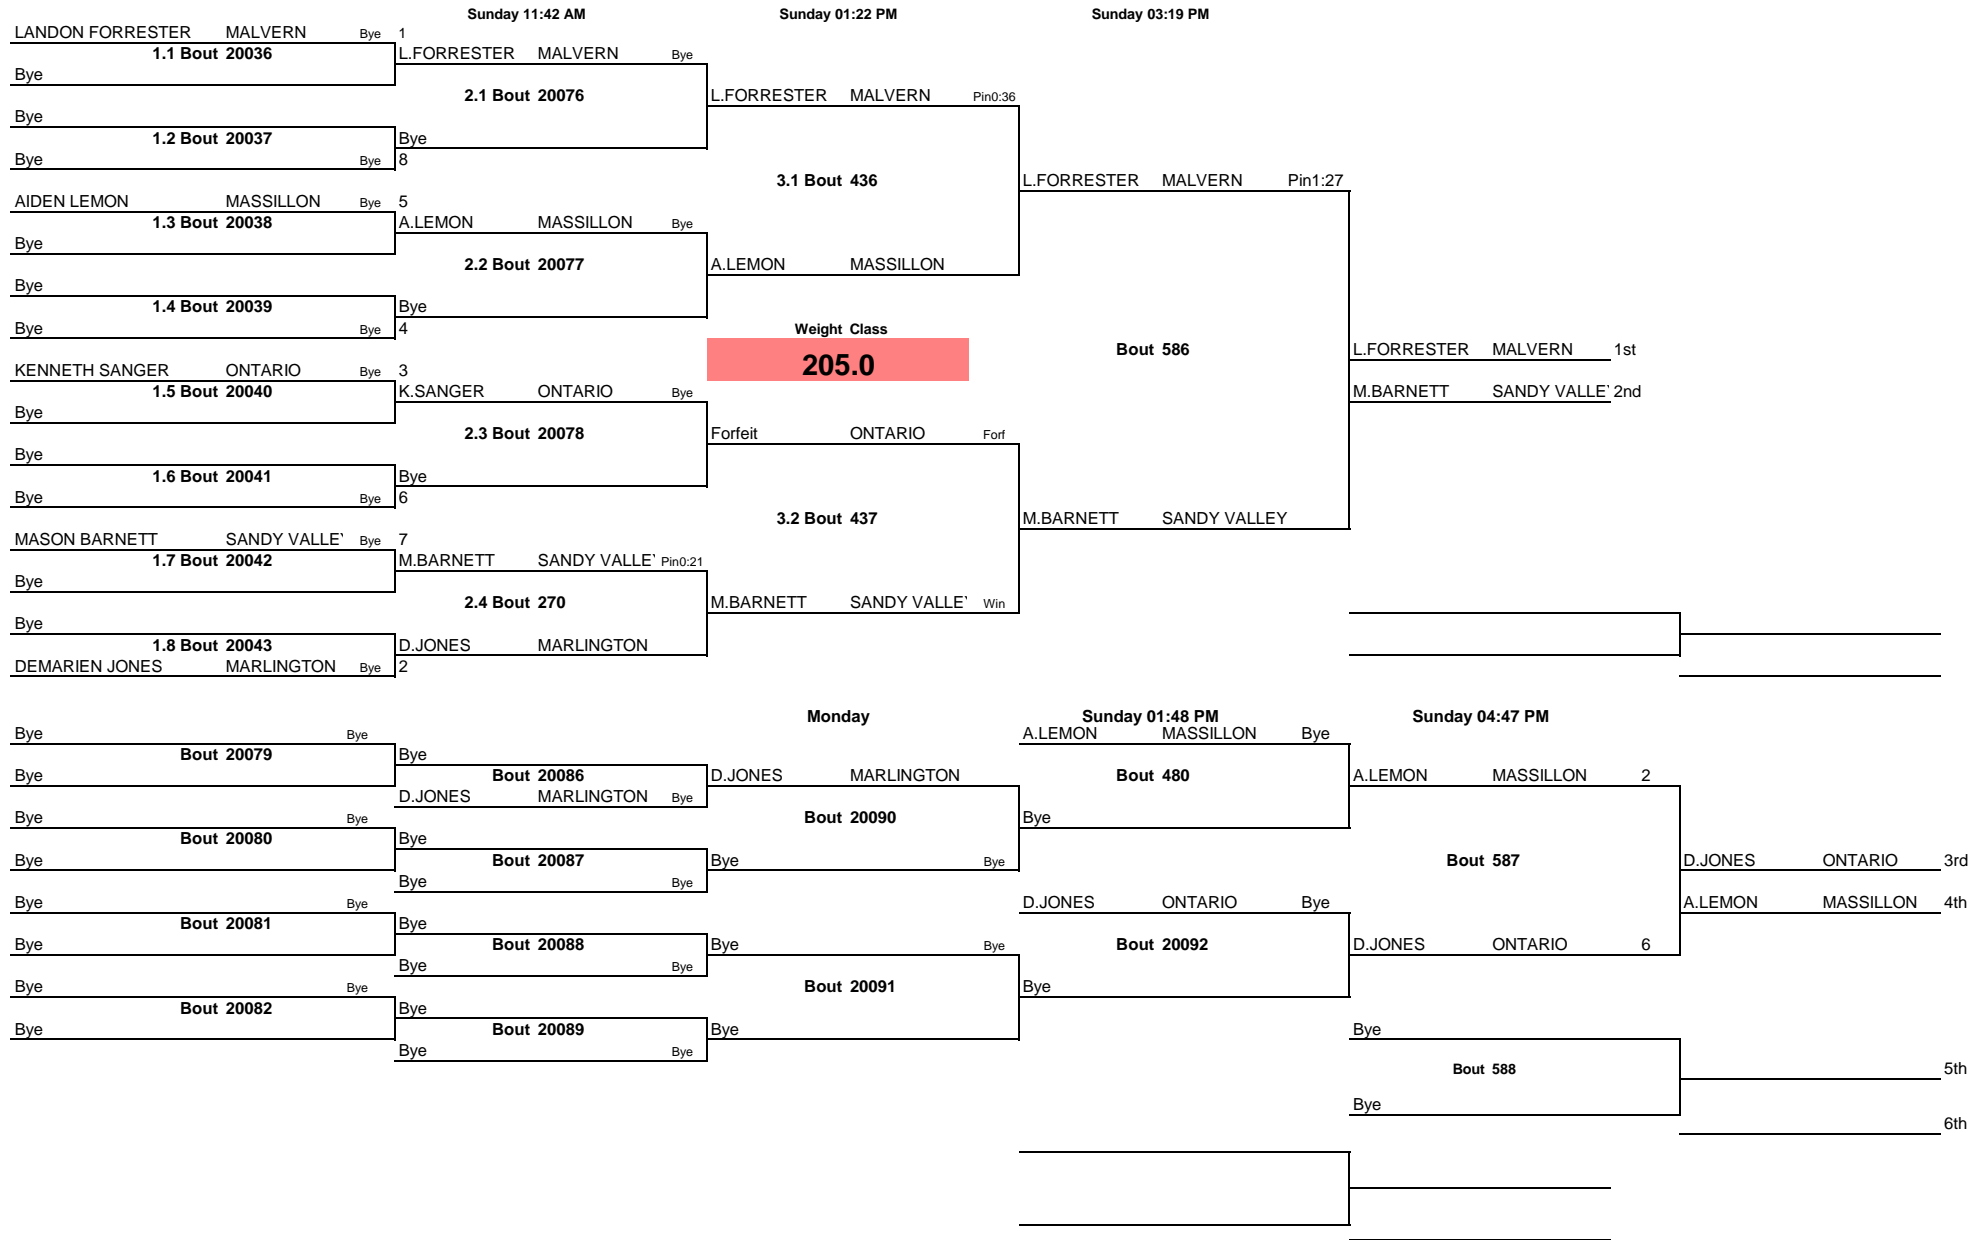 Sunday 11:42 AM Sunday 01:22 PM Sunday 03:19 PM
LANDON FORRESTER MALVERN Bye 1
1.1 Bout 20036 L.FORRESTER MALVERN Bye
Bye
2.1 Bout 20076 L.FORRESTER MALVERN Pin0:36
Bye
1.2 Bout 20037 Bye
Bye Bye 8
3.1 Bout 436 L.FORRESTER MALVERN Pin1:27
AIDEN LEMON MASSILLON Bye 5
1.3 Bout 20038 A.LEMON MASSILLON Bye
Bye
2.2 Bout 20077 A.LEMON MASSILLON
Bye
1.4 Bout 20039 Bye
Bye Bye 4 Weight Class
Bout 586 L.FORRESTER MALVERN 1st
205.0
KENNETH SANGER ONTARIO Bye 3
1.5 Bout 20040 K.SANGER ONTARIO Bye M.BARNETT SANDY VALLE 2nd
Bye
2.3 Bout 20078 Forfeit ONTARIO Forf
Bye
1.6 Bout 20041 Bye
Bye Bye 6
3.2 Bout 437 M.BARNETT SANDY VALLEY
MASON BARNETT SANDY VALLE Bye 7
1.7 Bout 20042 M.BARNETT SANDY VALLE Pin0:21
Bye
2.4 Bout 270 M.BARNETT SANDY VALLE Win
Bye
1.8 Bout 20043 D.JONES MARLINGTON
DEMARIEN JONES MARLINGTON Bye 2
Monday Sunday 01:48 PM Sunday 04:47 PM
Bye Bye A.LEMON MASSILLON Bye
Bout 20079 Bye
Bye Bout 20086 D.JONES MARLINGTON Bout 480 A.LEMON MASSILLON 2
D.JONES MARLINGTON Bye
Bye Bye Bout 20090 Bye
Bout 20080 Bye
Bye Bout 20087 Bye Bye Bout 587 D.JONES ONTARIO 3rd
Bye Bye
Bye Bye D.JONES ONTARIO Bye A.LEMON MASSILLON 4th
Bout 20081 Bye
Bye Bout 20088 Bye Bye Bout 20092 D.JONES ONTARIO 6
Bye Bye
Bye Bye Bout 20091 Bye
Bout 20082 Bye
Bye Bout 20089 Bye Bye
Bye Bye
Bout 588 5th
Bye
6th